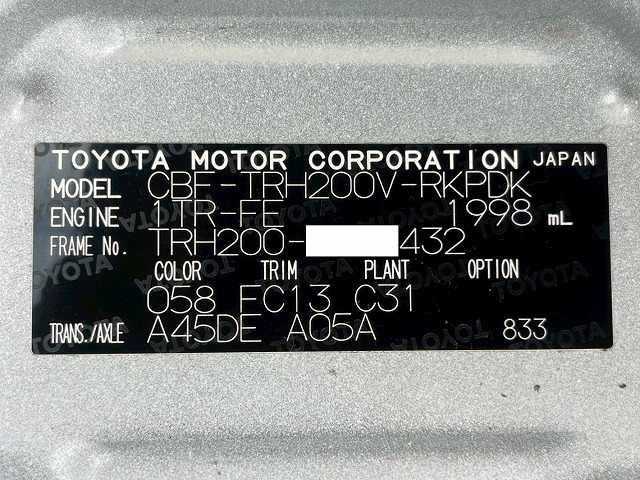 TOYOTA MOTOR CORPORATION JAPAN
MODEL CBF-TRH200V-RKPDK
ENGINE 1TR-FE 1998 mL
FRAME No. TRH200- 432
COLOR TRIM PLANT OPTION
058 FC13 C31
TRANS./AXLE A45DE A05A 833